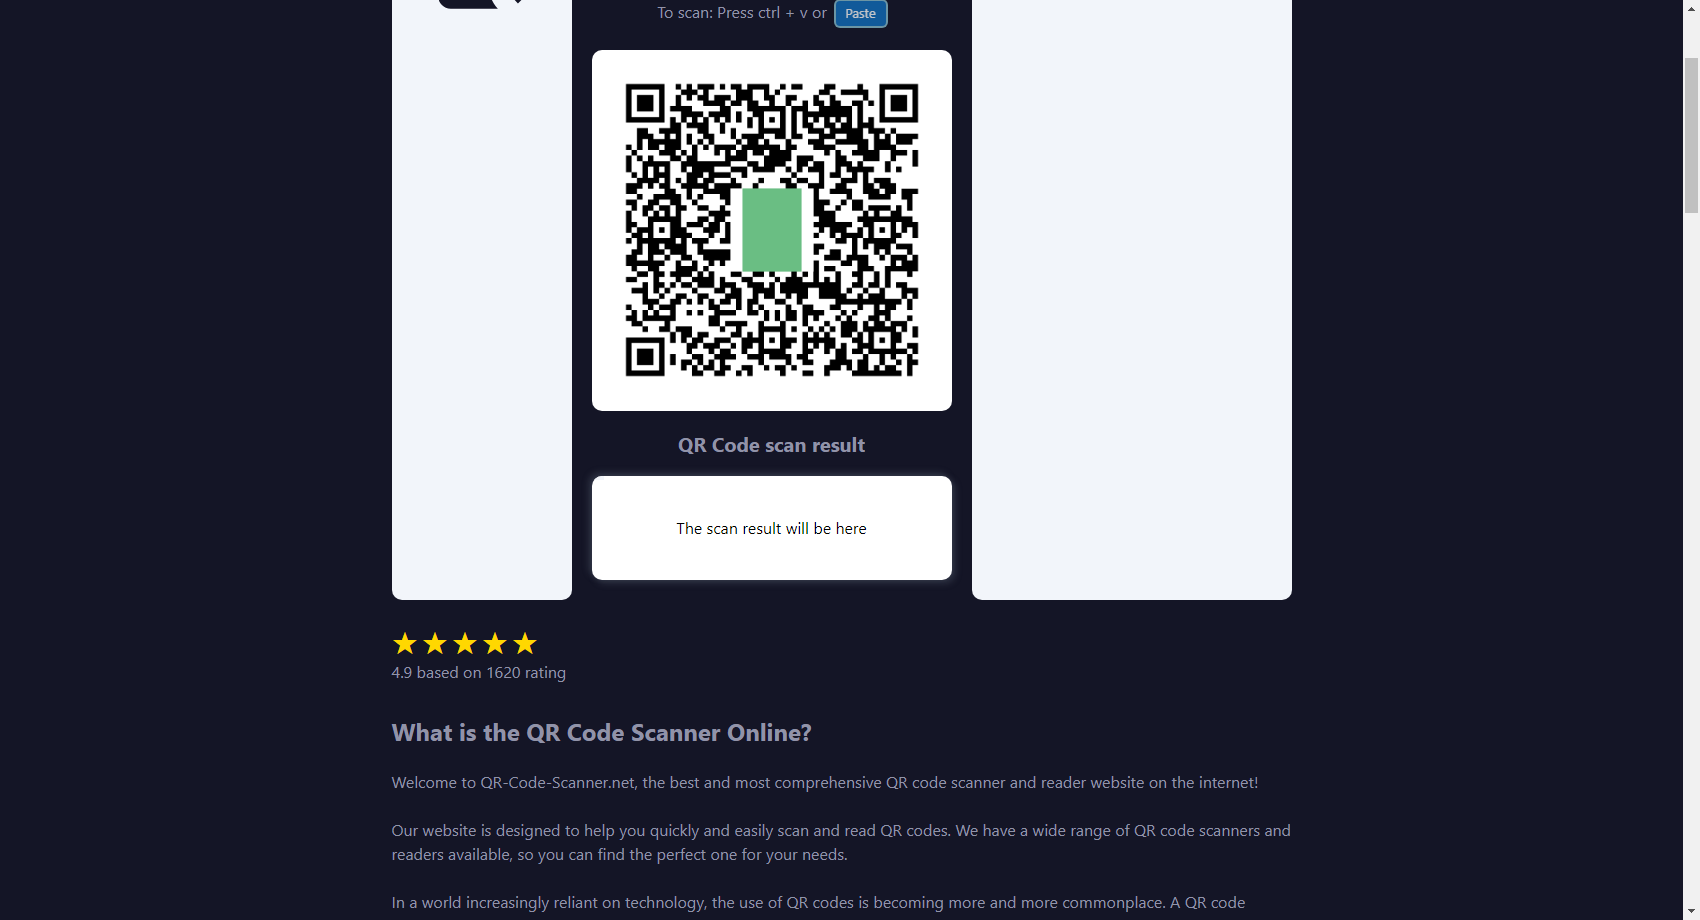 To scan: Press ctrl + v or Paste
QR Code scan result
The scan result will be here
4.9 based on 1620 rating
What is the QR Code Scanner Online?
Welcome to QR-Code-Scanner.net, the best and most comprehensive QR code scanner and reader website on the internet!
Our website is designed to help you quickly and easily scan and read QR codes. We have a wide range of QR code scanners and
readers available, so you can find the perfect one for your needs.
In a world increasingly reliant on technology, the use of QR codes is becoming more and more commonplace. A QR code